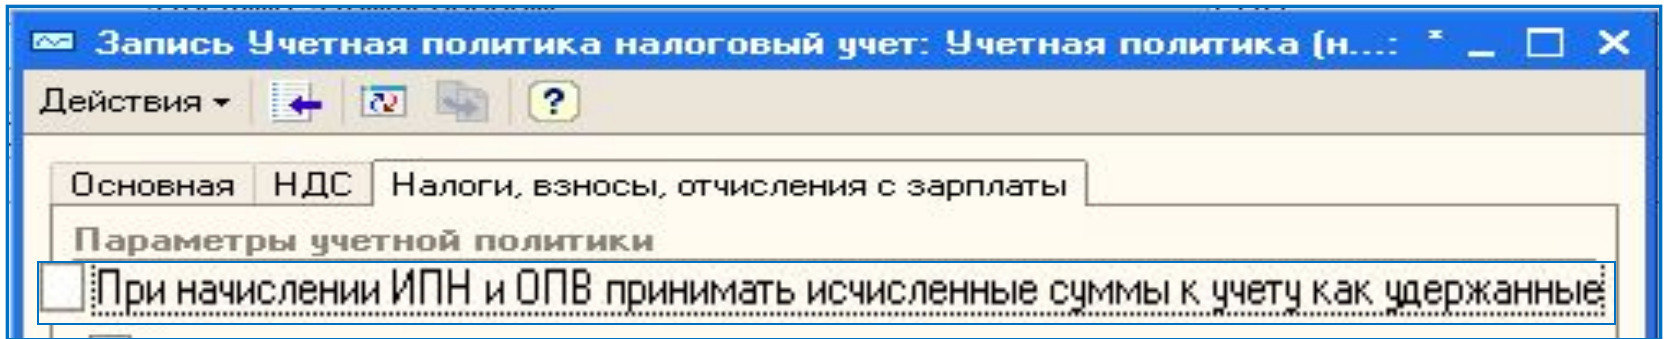 Запись Учетная политика налоговый учет: Учетная политика (н...: *
Действия
Основная НДС Налоги, взносы, отчисления с зарплаты
Параметры учетной политики
При начислении ИПН и ОПВ принимать исчисленные суммы к учету как удержанные